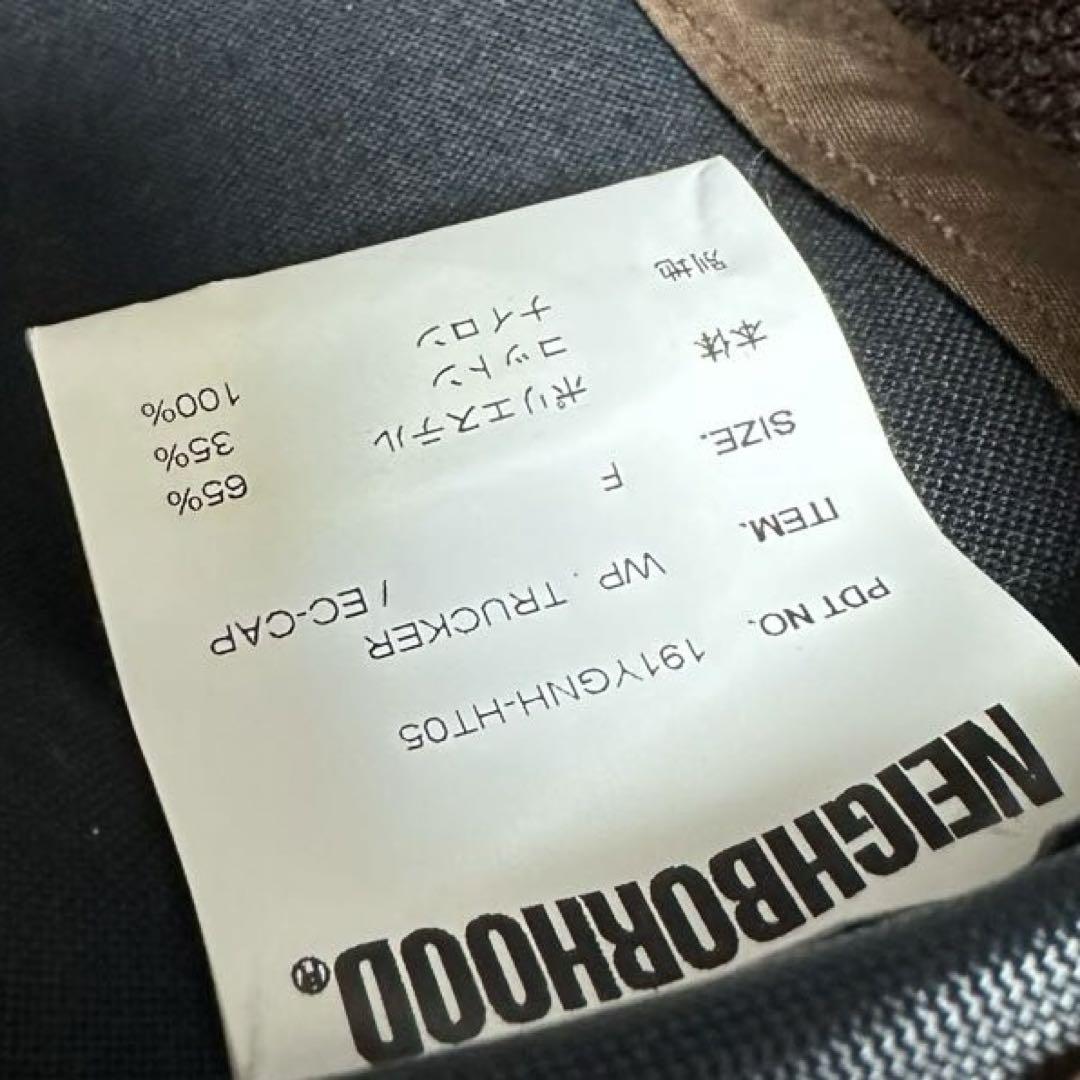 NEIGHBORHOOD®
PDT NO. 191YGNH-HT05
ITEM. WP . TRUCKER / EC-CAP
SIZE. F
本体 ポリエステル 65%
コットン 35%
別地 ナイロン 100%